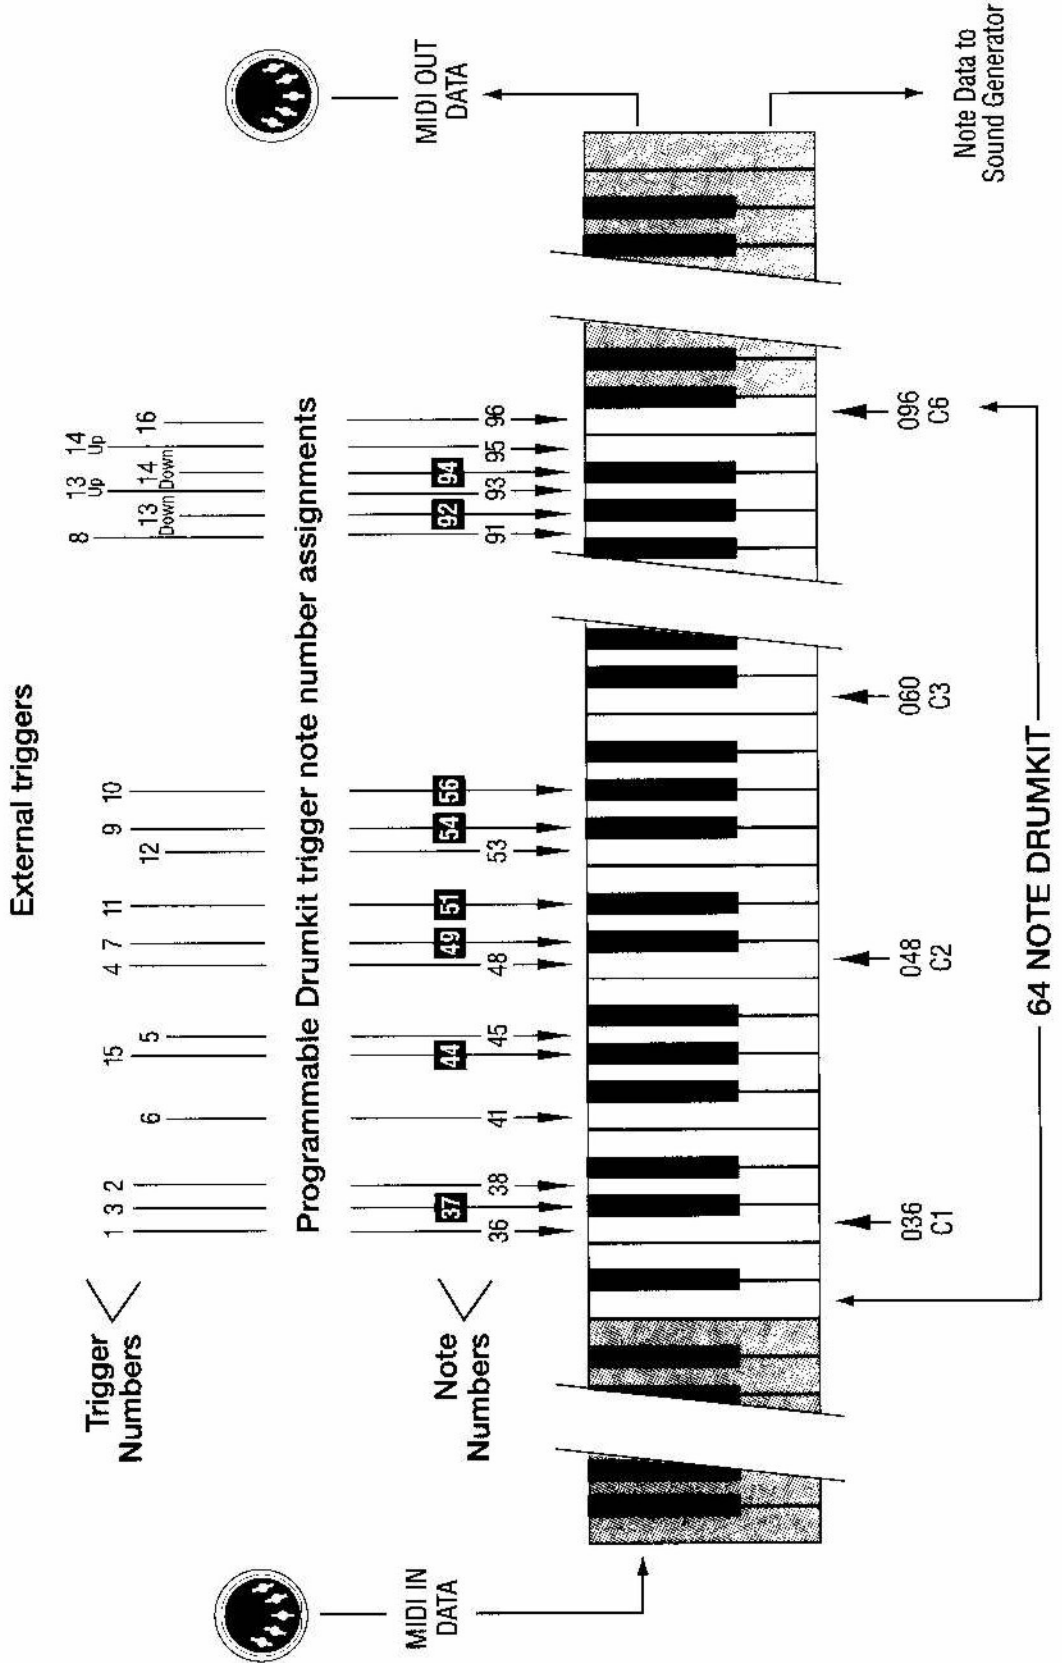 External triggers
Trigger
Numbers
1 3 2 6 15 5 4 7 11 12 9 10 8 13 Down 13 Up 14 Down 14 Up 16
Programmable Drumkit trigger note number assignments
Note
Numbers
36 37 38 41 44 45 48 49 51 53 54 56 91 92 93 94 95 96
MIDI IN
DATA
MIDI OUT
DATA
036
C1
048
C2
060
C3
096
C6
Note Data to
Sound Generator
64 NOTE DRUMKIT